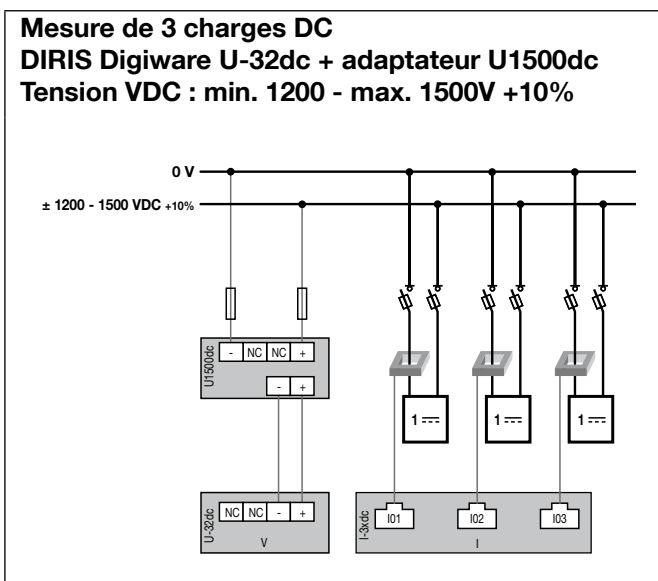 Mesure de 3 charges DC
DIRIS Digiware U-32dc + adaptateur U1500dc
Tension VDC : min. 1200 - max. 1500V +10%
0 V
± 1200 - 1500 VDC +10%
U1500dc
- NC NC +
- +
1 1 1
U-32dc
NC NC - +
V
I-3xdc
I01 I02 I03
I